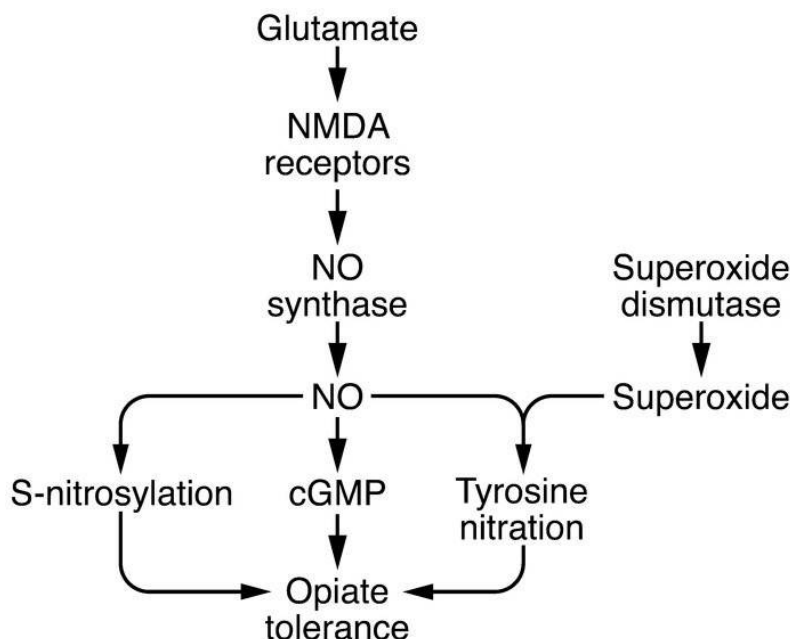 Glutamate
NMDA
receptors
NO
synthase
Superoxide
dismutase
NO
Superoxide
S-nitrosylation
cGMP
Tyrosine
nitration
Opiate
tolerance